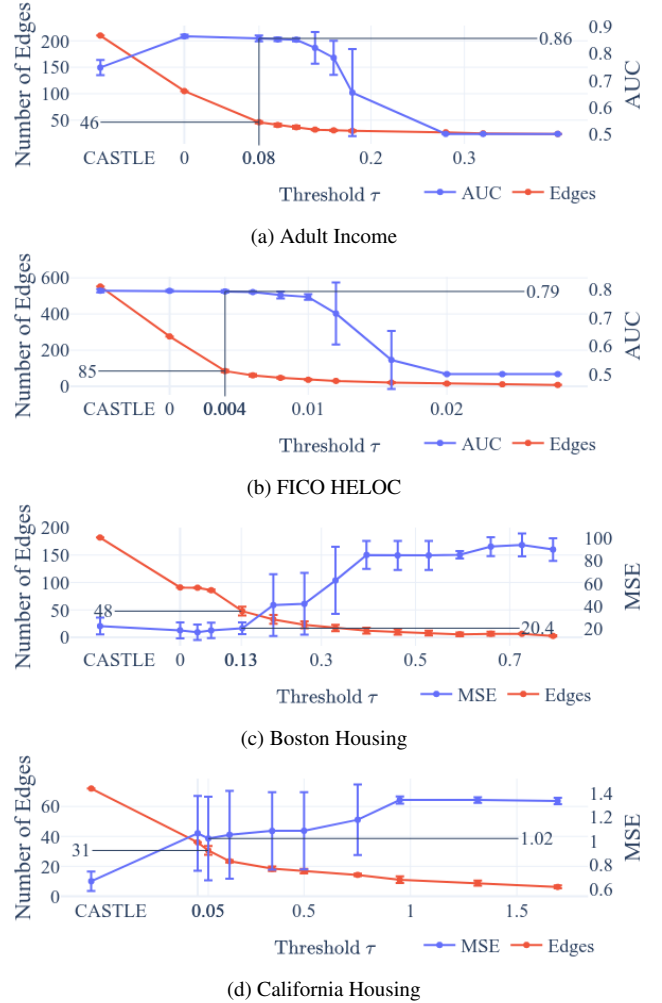 Number of Edges
200
150
100
50
46
0.86
0.9
0.8
0.7
0.6
0.5
AUC
CASTLE 0 0.08 0.2 0.3
Threshold τ
AUC Edges
(a) Adult Income
Number of Edges
600
400
200
85
0
0.79
0.8
0.7
0.6
0.5
AUC
CASTLE 0 0.004 0.01 0.02
Threshold τ
AUC Edges
(b) FICO HELOC
Number of Edges
200
150
100
50
48
0
20.4
100
80
60
40
20
MSE
CASTLE 0 0.13 0.3 0.5 0.7
Threshold τ
MSE Edges
(c) Boston Housing
Number of Edges
60
40
31
20
0
1.02
1.4
1.2
1
0.8
0.6
MSE
CASTLE 0.05 0.5 1 1.5
Threshold τ
MSE Edges
(d) California Housing